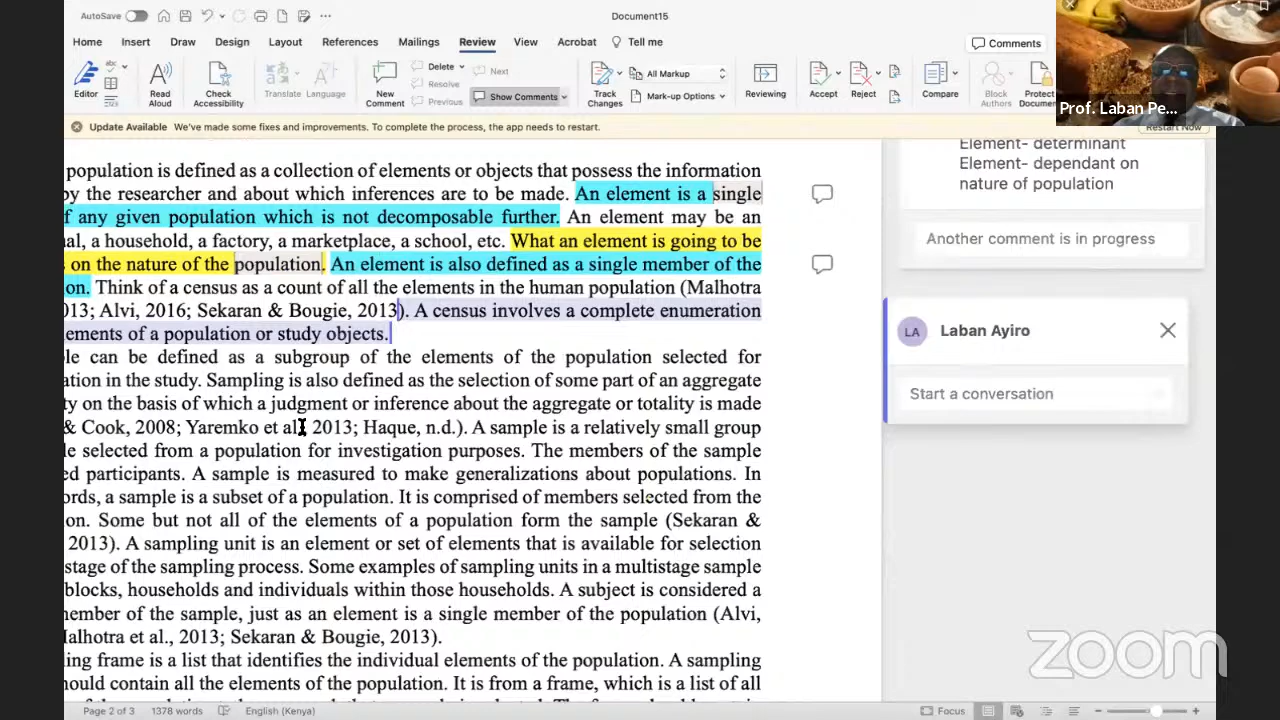 AutoSave
Document15
Home Insert Draw Design Layout References Mailings Review View Acrobat Tell me
Comments
Editor
Read Aloud
Check Accessibility
Translate
Language
New Comment
Delete
Resolve
Previous
Next
Show Comments
Track Changes
All Markup
Mark-up Options
Reviewing
Accept
Reject
Compare
Block Authors
Protect
Prof. Laban Pe...
Update Available We've made some fixes and improvements. To complete the process, the app needs to restart.
Restart Now
population is defined as a collection of elements or objects that possess the information
by the researcher and about which inferences are to be made. An element is a single
f any given population which is not decomposable further. An element may be an
al, a household, a factory, a marketplace, a school, etc. What an element is going to be
on the nature of the population. An element is also defined as a single member of the
on. Think of a census as a count of all the elements in the human population (Malhotra
013; Alvi, 2016; Sekaran & Bougie, 2013). A census involves a complete enumeration
ements of a population or study objects.
le can be defined as a subgroup of the elements of the population selected for
ation in the study. Sampling is also defined as the selection of some part of an aggregate
ty on the basis of which a judgment or inference about the aggregate or totality is made
& Cook, 2008; Yaremko et al. 2013; Haque, n.d.). A sample is a relatively small group
le selected from a population for investigation purposes. The members of the sample
ed participants. A sample is measured to make generalizations about populations. In
ords, a sample is a subset of a population. It is comprised of members selected from the
on. Some but not all of the elements of a population form the sample (Sekaran &
2013). A sampling unit is an element or set of elements that is available for selection
stage of the sampling process. Some examples of sampling units in a multistage sample
blocks, households and individuals within those households. A subject is considered a
member of the sample, just as an element is a single member of the population (Alvi,
Malhotra et al., 2013; Sekaran & Bougie, 2013).
ling frame is a list that identifies the individual elements of the population. A sampling
hould contain all the elements of the population. It is from a frame, which is a list of all
Element- determinant
Element- dependant on
nature of population
Another comment is in progress
LA Laban Ayiro
Start a conversation
zoom
Page 2 of 3 1378 words English (Kenya) Focus